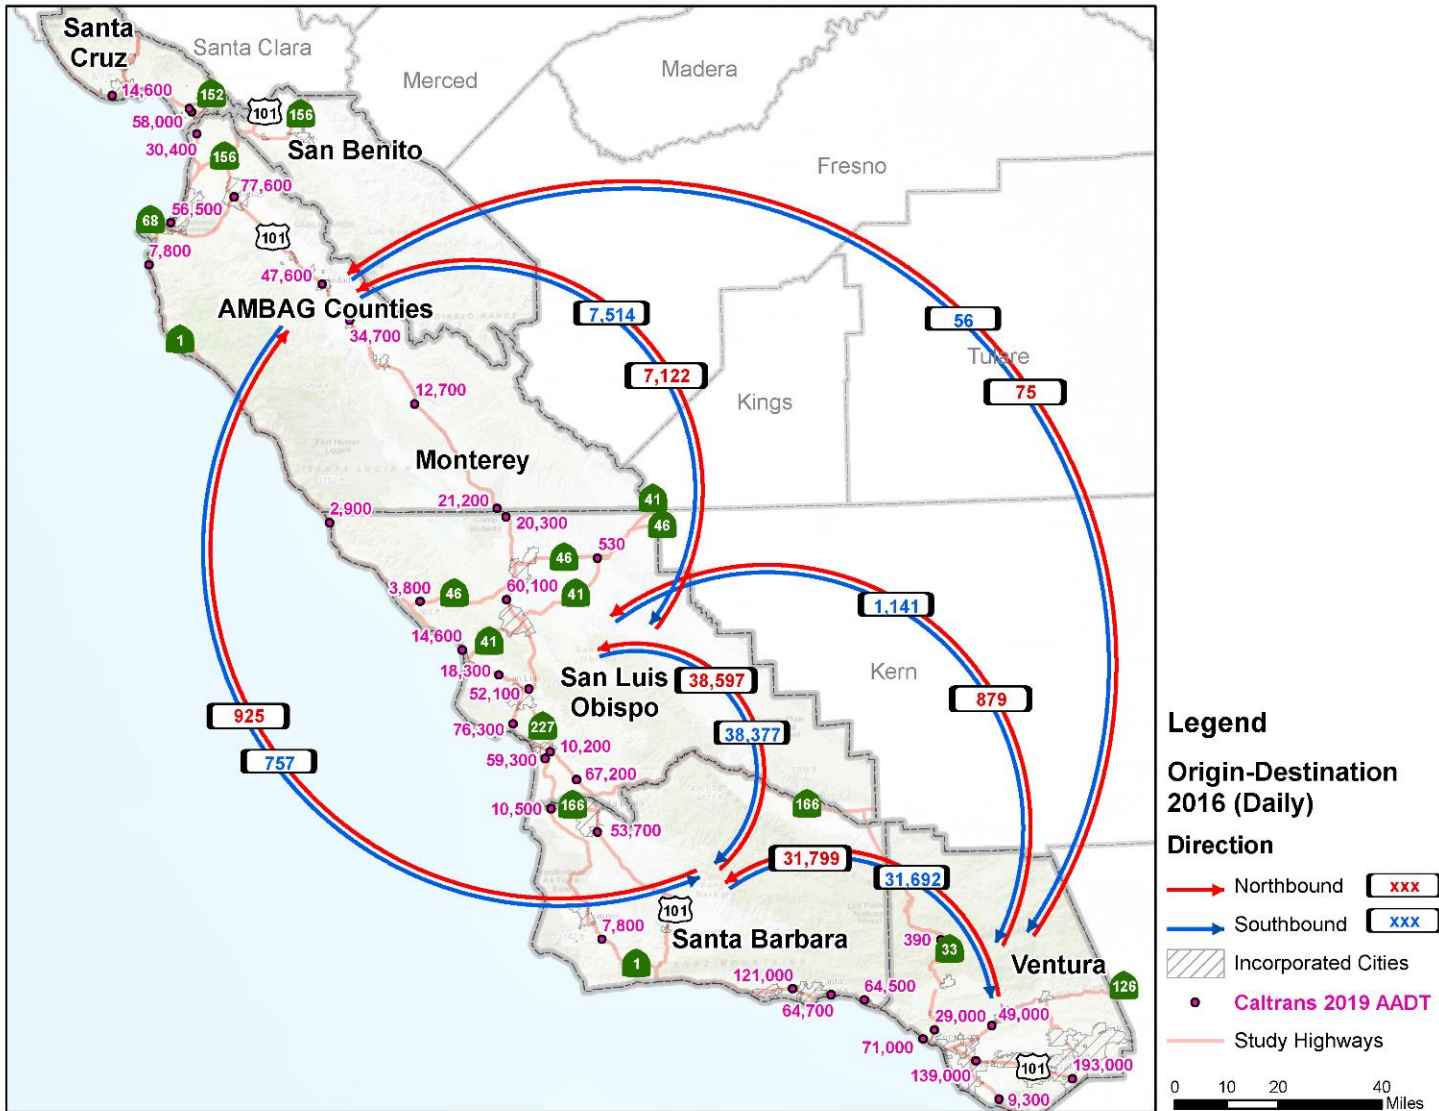 Santa
Cruz
Santa Clara
Merced
Madera
14,600
152
101
156
58,000
30,400
San Benito
156
Fresno
77,600
68
56,500
101
7,800
47,600
AMBAG Counties
34,700
7,514
56
1
Tulare
7,122
75
12,700
Kings
Monterey
21,200
41
2,900
20,300
46
46
530
3,800
46
60,100
41
1,141
14,600
41
18,300
San Luis
Obispo
38,597
Kern
52,100
879
925
76,300
227
38,377
757
10,200
59,300
67,200
10,500
166
166
53,700
31,799
31,692
101
7,800
Santa Barbara
390
33
1
Ventura
121,000
64,500
126
64,700
29,000
49,000
71,000
139,000
101
193,000
9,300
Legend
Origin-Destination
2016 (Daily)
Direction
Northbound xxx
Southbound xxx
Incorporated Cities
Caltrans 2019 AADT
Study Highways
0 10 20 40
Miles